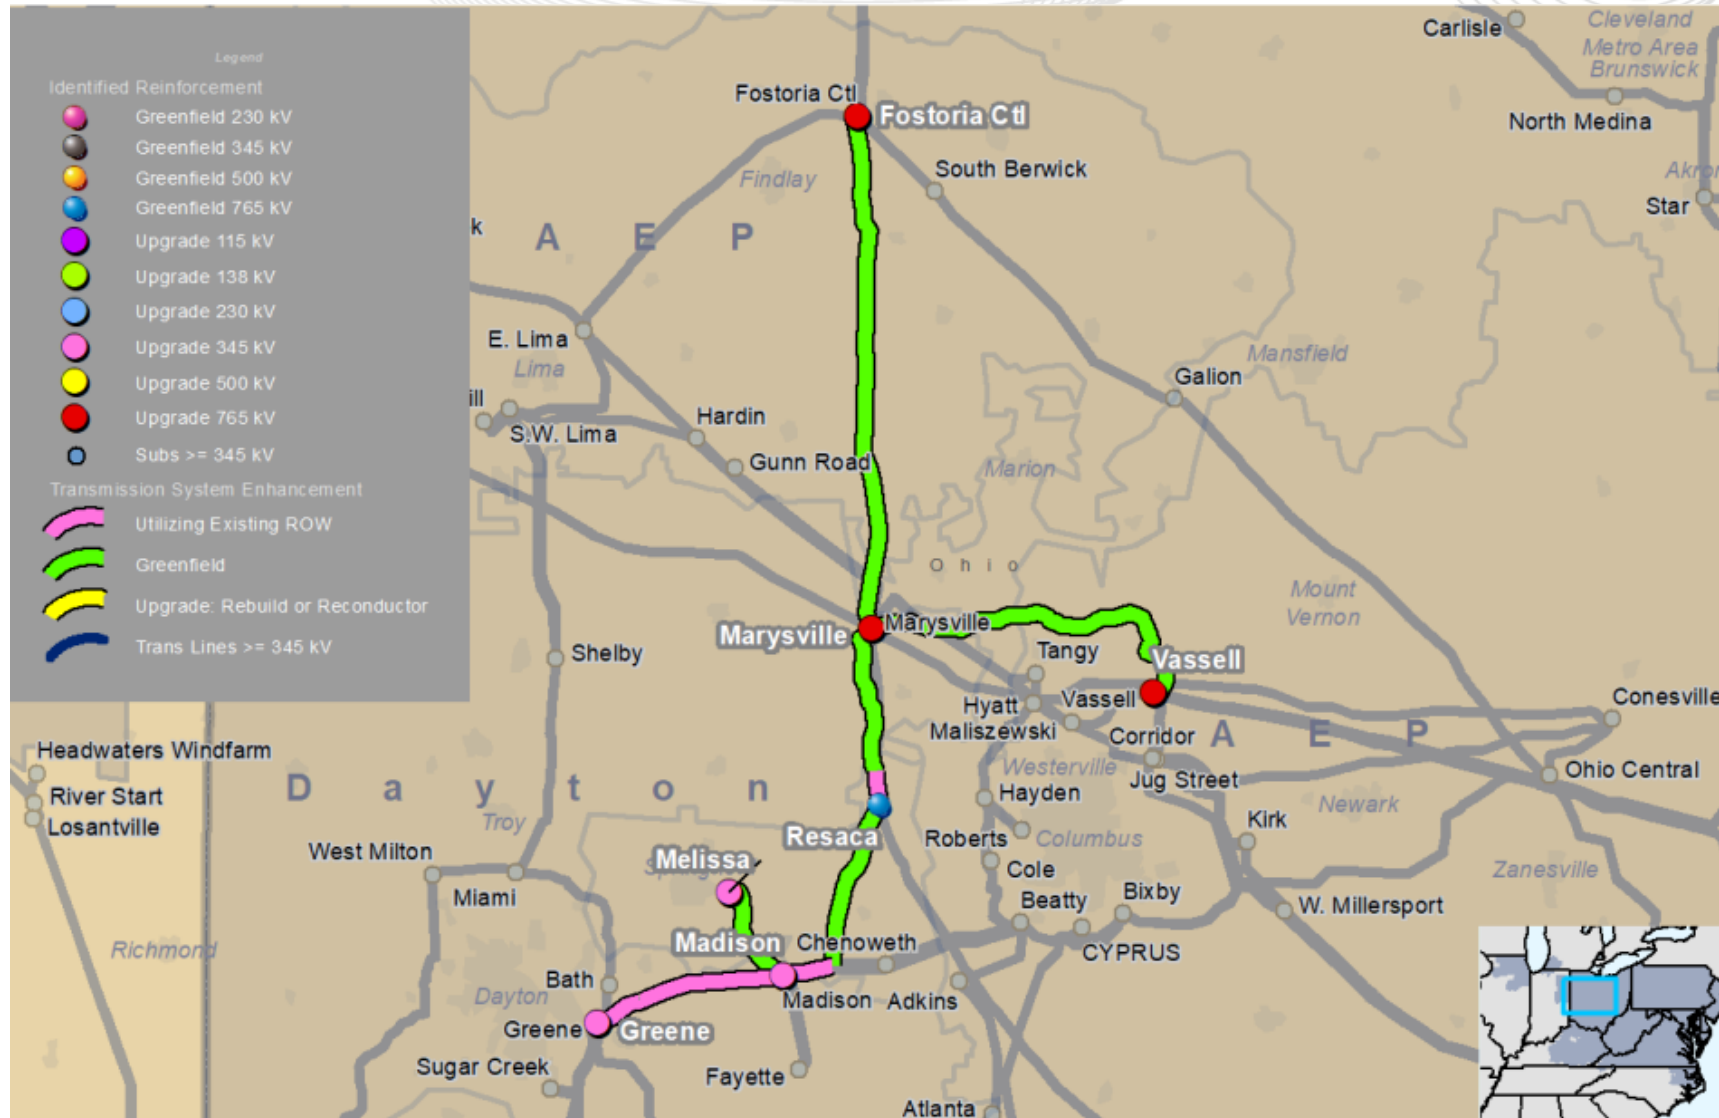 Legend
Identified Reinforcement
Greenfield 230 kV
Greenfield 345 kV
Greenfield 500 kV
Greenfield 765 kV
Upgrade 115 kV
Upgrade 138 kV
Upgrade 230 kV
Upgrade 345 kV
Upgrade 500 kV
Upgrade 765 kV
Subs >= 345 kV
Transmission System Enhancement
Utilizing Existing ROW
Greenfield
Upgrade: Rebuild or Reconductor
Trans Lines >= 345 kV
Carlisle
Cleveland
Metro Area
Brunswick
North Medina
Akron
Star
Fostoria Ctl
Fostoria Ctl
South Berwick
Findlay
k
A E P
E. Lima
Lima
Mansfield
Galion
ill
S.W. Lima
Hardin
Gunn Road
Marion
Ohio
Mount
Vernon
Marysville
Marysville
Shelby
Tangy
Vassell
Vassell
Hyatt
Maliszewski
Conesville
Corridor
A E P
Headwaters Windfarm
River Start
Losantville
Dayton
Troy
Westerville
Jug Street
Ohio Central
Hayden
Newark
Resaca
Roberts
Columbus
Kirk
West Milton
Melissa
Miami
Cole
Zanesville
Beatty
Bixby
W. Millersport
Richmond
Madison
Chenoweth
CYPRUS
Bath
Dayton
Madison
Adkins
Greene
Greene
Sugar Creek
Fayette
Atlanta